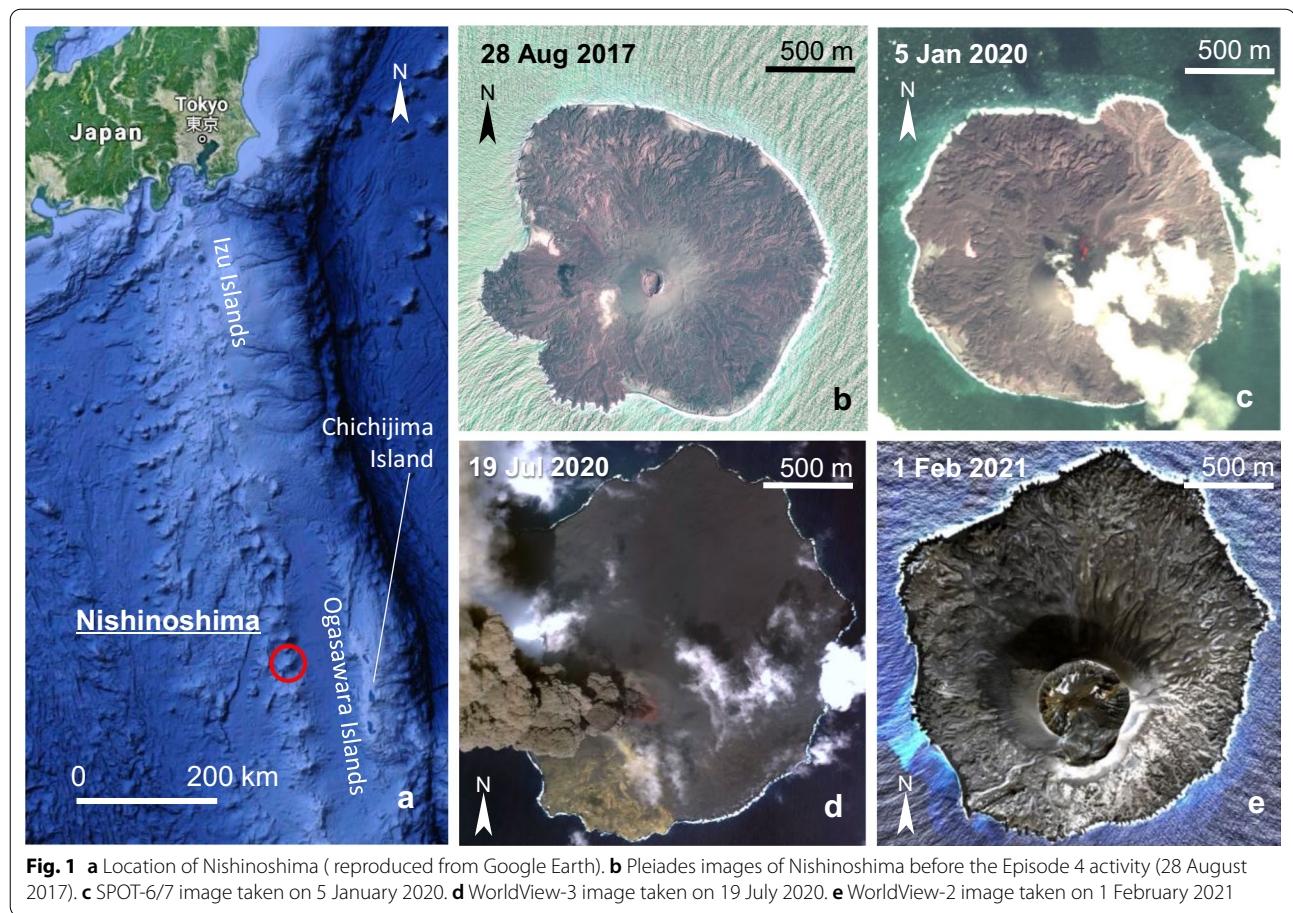 Japan
Tokyo
東京
N
Izu Islands
Chichijima
Island
Nishinoshima
Ogasawara Islands
0 200 km
a
28 Aug 2017
500 m
N
b
5 Jan 2020
500 m
N
c
19 Jul 2020
500 m
N
d
1 Feb 2021
500 m
N
e
Fig. 1 a Location of Nishinoshima ( reproduced from Google Earth). b Pleiades images of Nishinoshima before the Episode 4 activity (28 August
2017). c SPOT-6/7 image taken on 5 January 2020. d WorldView-3 image taken on 19 July 2020. e WorldView-2 image taken on 1 February 2021